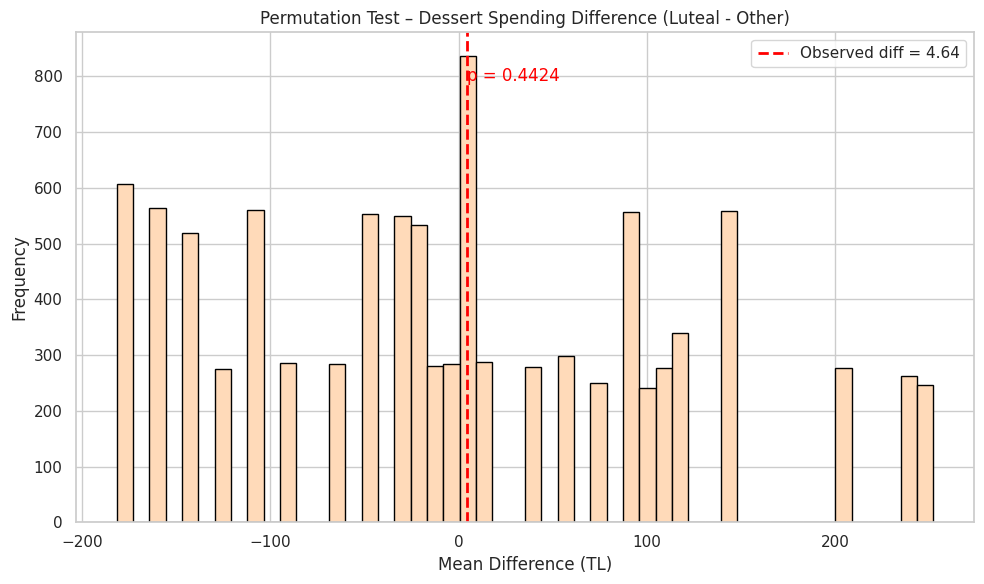 Permutation Test – Dessert Spending Difference (Luteal - Other)
Observed diff = 4.64
p = 0.4424
Frequency
800
700
600
500
400
300
200
100
0
−200
−100
0
100
200
Mean Difference (TL)